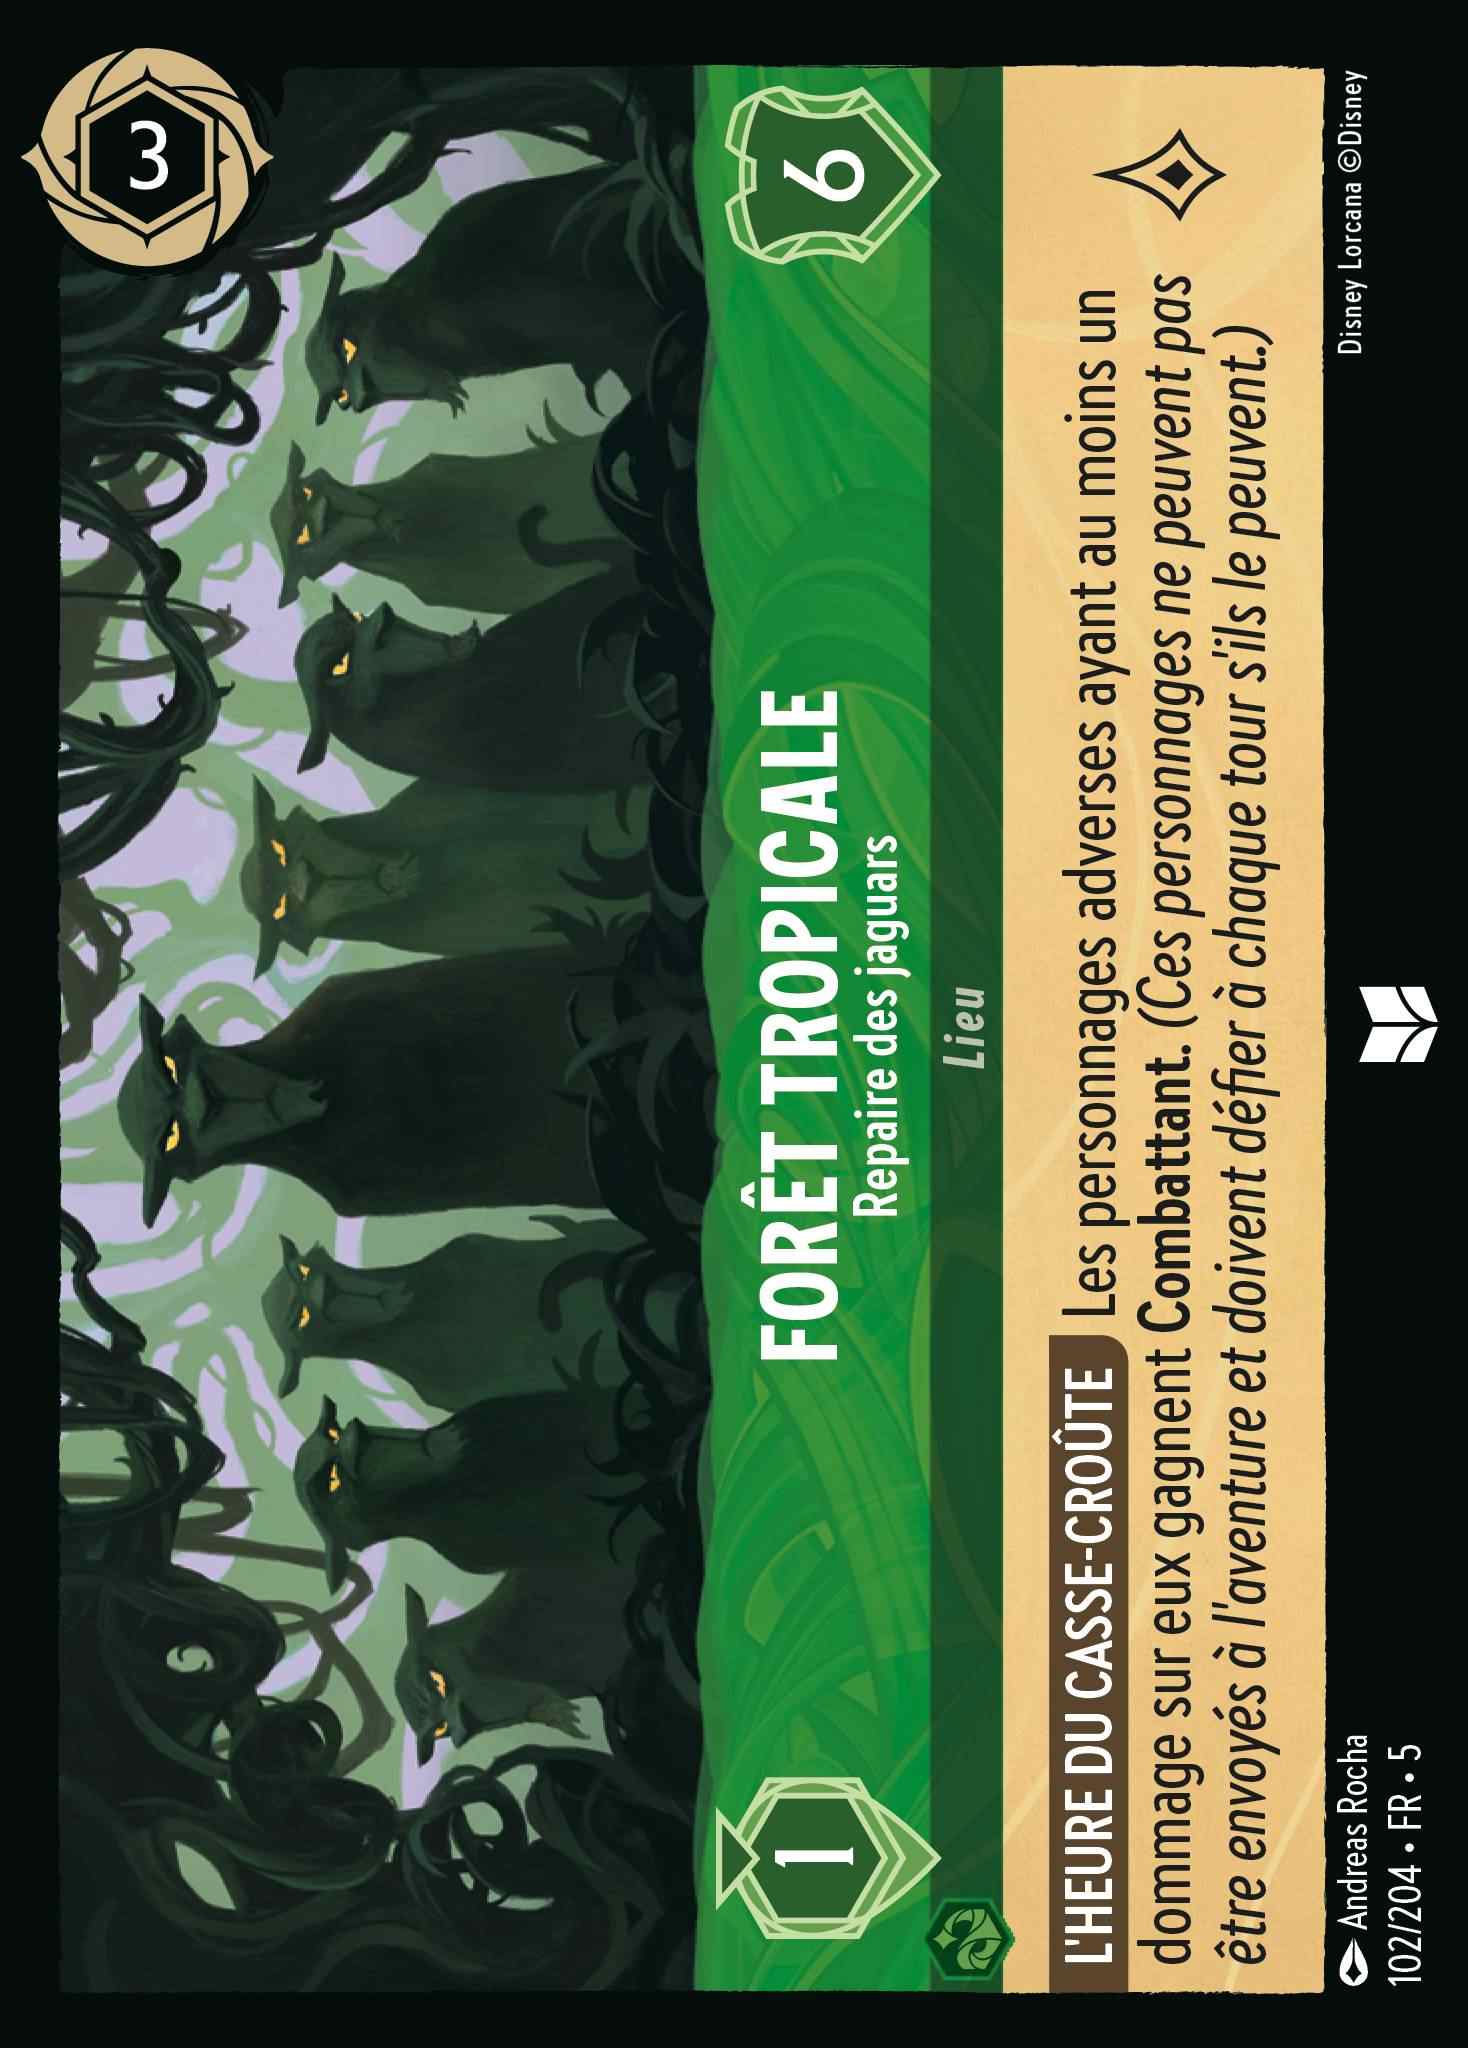 3
1
FORÊT TROPICALE
Repaire des jaguars
6
Lieu
L'HEURE DU CASSE-CROÛTE Les personnages adverses ayant au moins un
dommage sur eux gagnent Combattant. (Ces personnages ne peuvent pas
être envoyés à l'aventure et doivent défier à chaque tour s'ils le peuvent.)
Andreas Rocha
102/204 • FR • 5
Disney Lorcana ©Disney